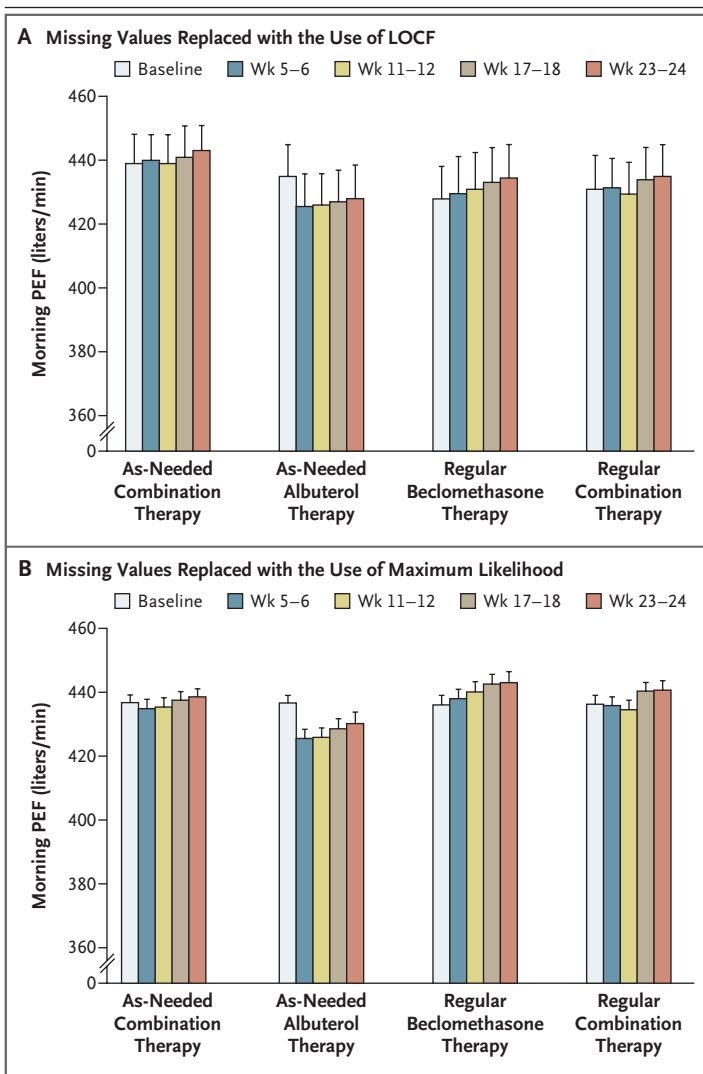 A Missing Values Replaced with the Use of LOCF
Baseline Wk 5–6 Wk 11–12 Wk 17–18 Wk 23–24
Morning PEF (liters/min)
460
440
420
400
380
360
0
As-Needed Combination Therapy
As-Needed Albuterol Therapy
Regular Beclomethasone Therapy
Regular Combination Therapy
B Missing Values Replaced with the Use of Maximum Likelihood
Baseline Wk 5–6 Wk 11–12 Wk 17–18 Wk 23–24
Morning PEF (liters/min)
460
440
420
400
380
360
0
As-Needed Combination Therapy
As-Needed Albuterol Therapy
Regular Beclomethasone Therapy
Regular Combination Therapy